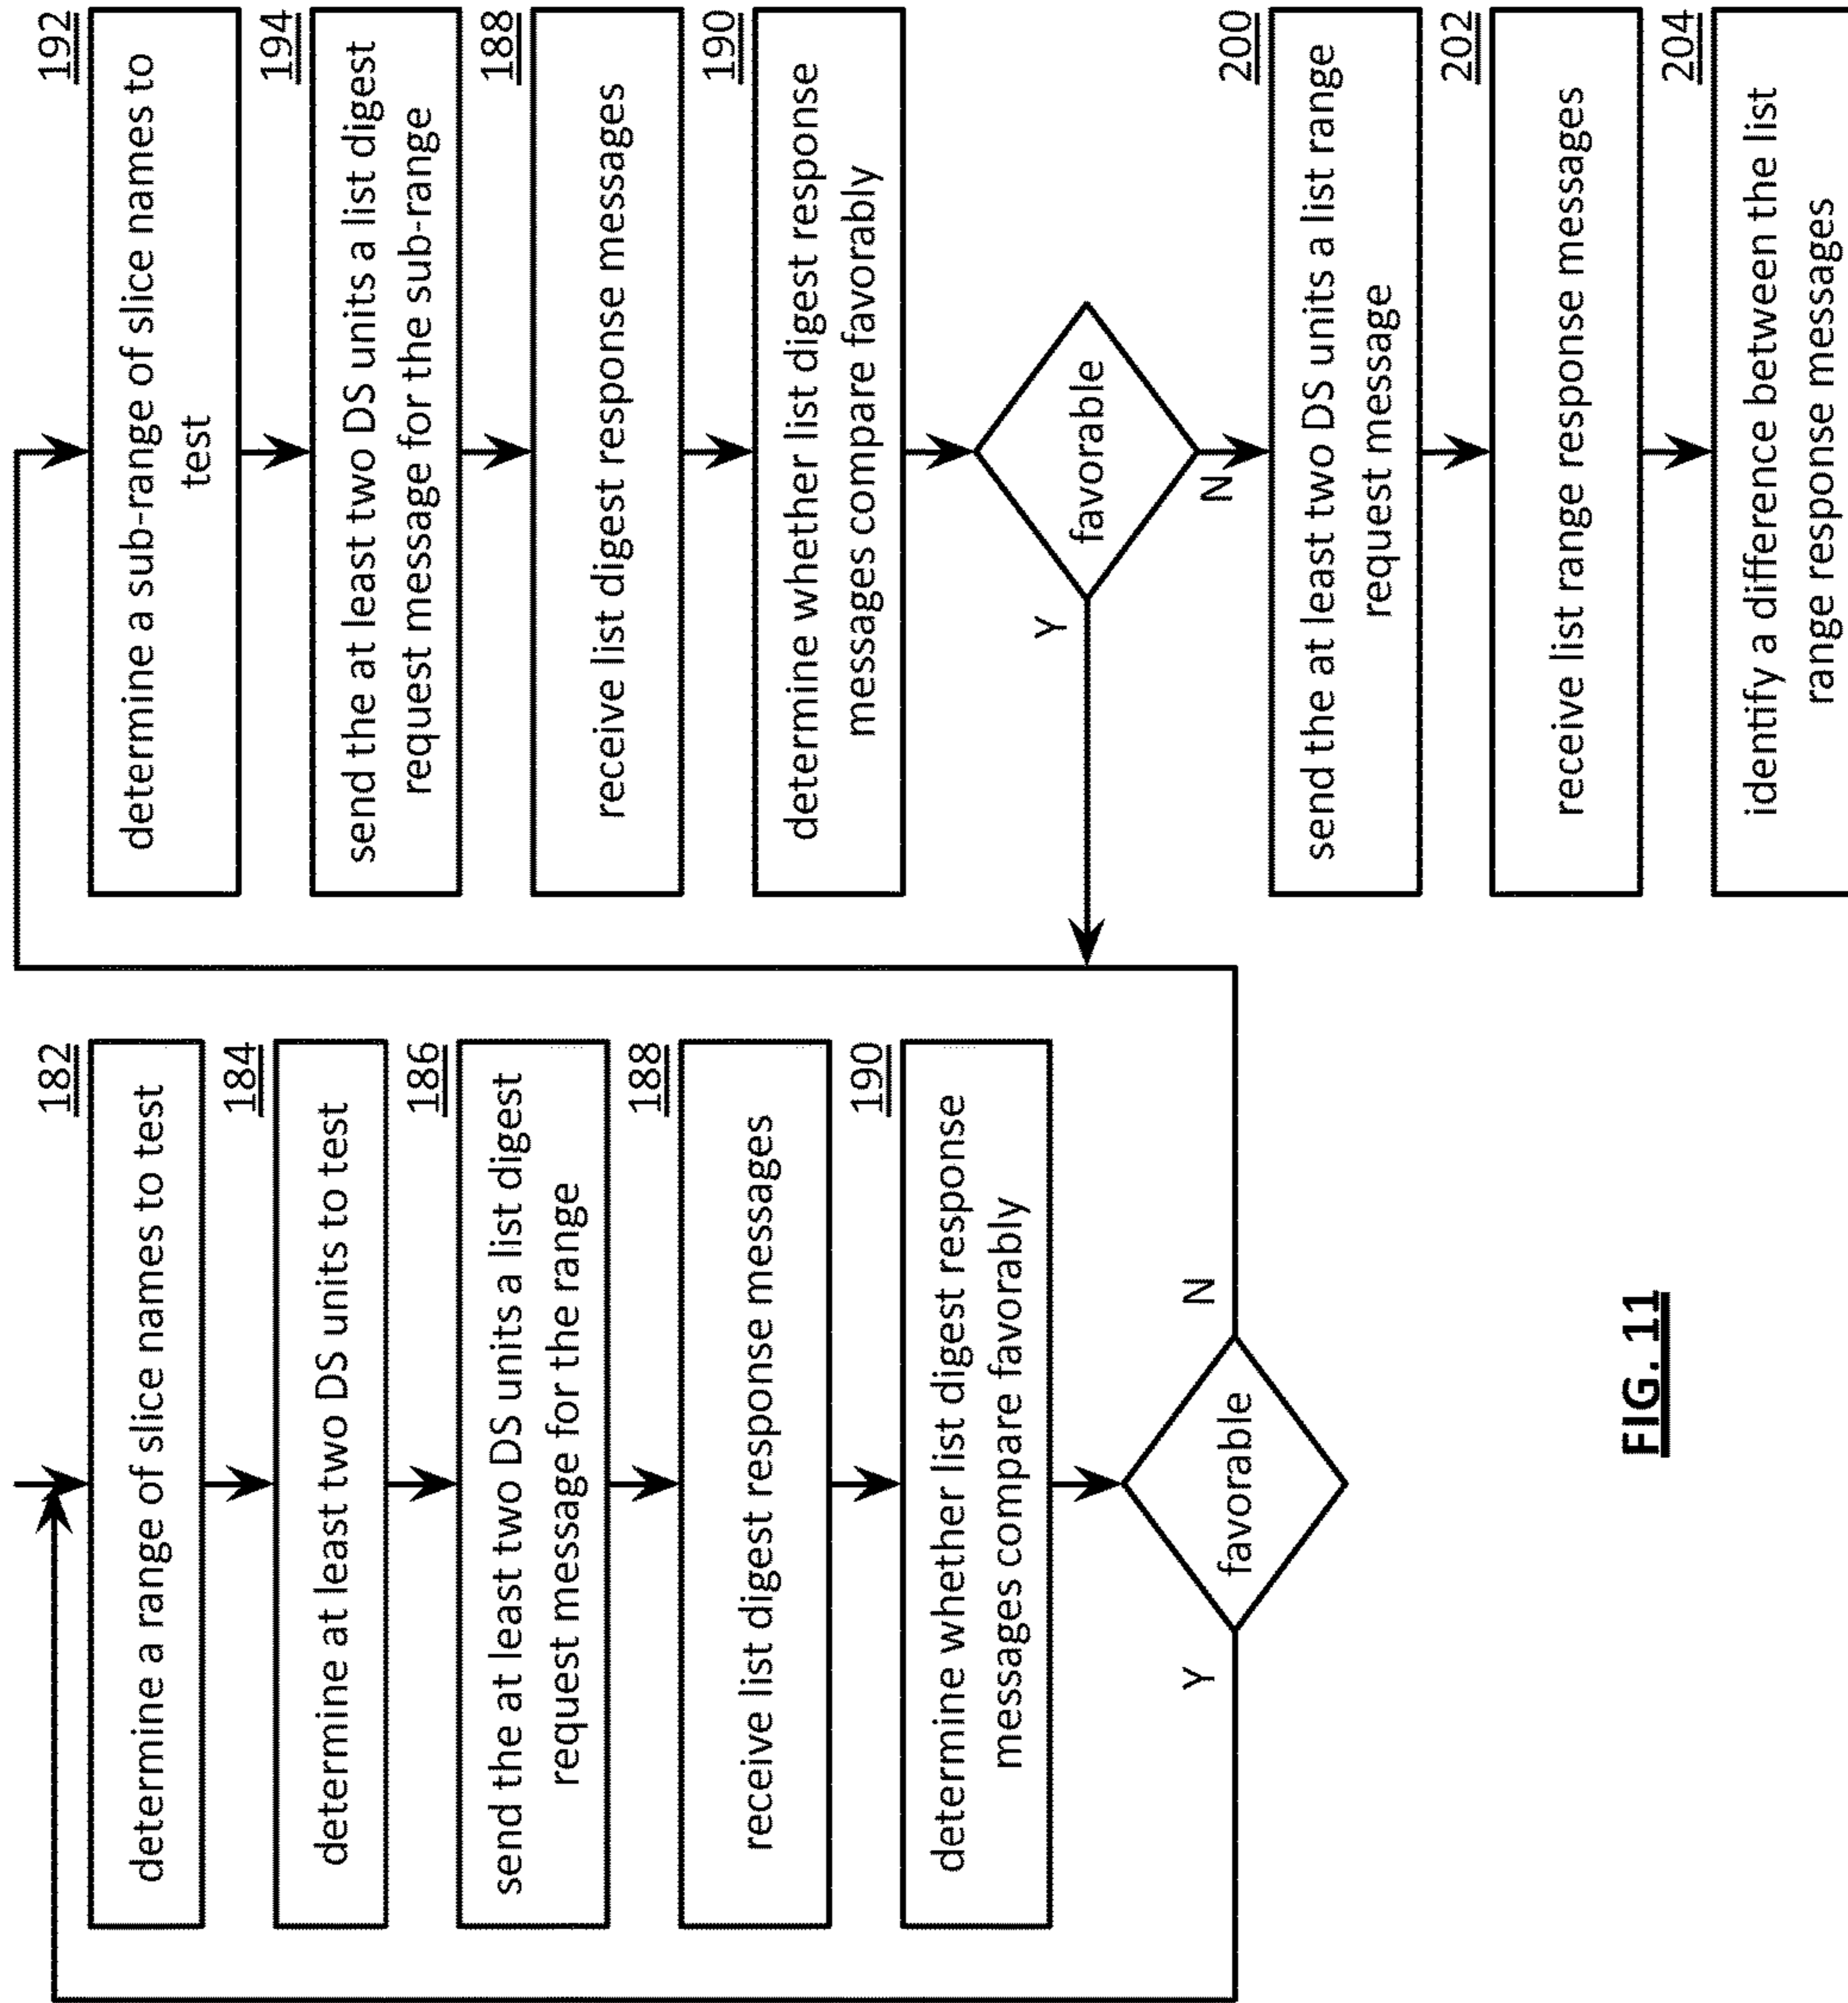 182
determine a range of slice names to test
184
determine at least two DS units to test
186
send the at least two DS units a list digest
request message for the range
188
receive list digest response messages
190
determine whether list digest response
messages compare favorably
favorable
Y
N
192
determine a sub-range of slice names to
test
194
send the at least two DS units a list digest
request message for the sub-range
188
receive list digest response messages
190
determine whether list digest response
messages compare favorably
favorable
Y
N
200
send the at least two DS units a list range
request message
202
receive list range response messages
204
identify a difference between the list
range response messages
FIG. 11